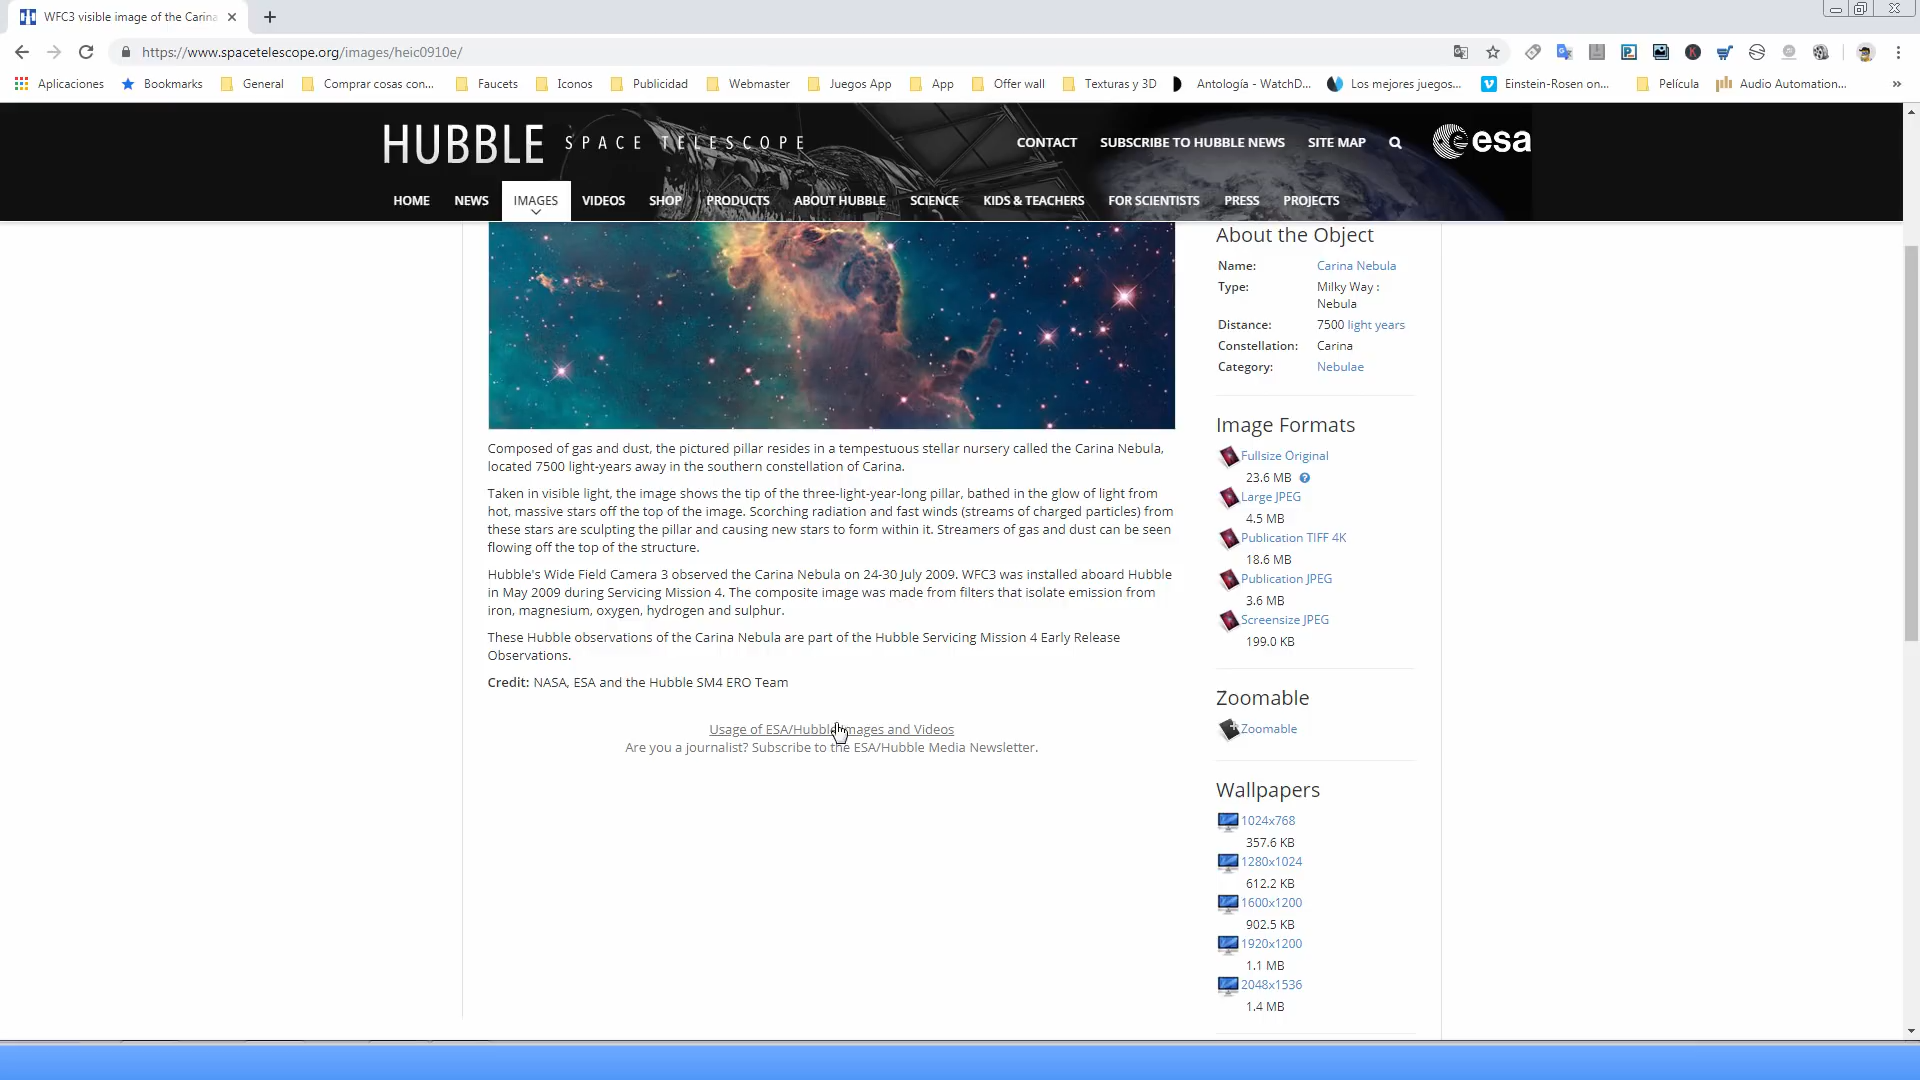 WFC3 visible image of the Carina
https://www.spacetelescope.org/images/heic0910e/
Aplicaciones Bookmarks General Comprar cosas con... Faucets Iconos Publicidad Webmaster Juegos App App Offer wall Texturas y 3D Antología - WatchD... Los mejores juegos... Einstein-Rosen on... Película Audio Automation... »
HUBBLE SPACE TELESCOPE CONTACT SUBSCRIBE TO HUBBLE NEWS SITE MAP esa
HOME NEWS IMAGES VIDEOS SHOP PRODUCTS ABOUT HUBBLE SCIENCE KIDS & TEACHERS FOR SCIENTISTS PRESS PROJECTS
Composed of gas and dust, the pictured pillar resides in a tempestuous stellar nursery called the Carina Nebula,
located 7500 light-years away in the southern constellation of Carina.
Taken in visible light, the image shows the tip of the three-light-year-long pillar, bathed in the glow of light from
hot, massive stars off the top of the image. Scorching radiation and fast winds (streams of charged particles) from
these stars are sculpting the pillar and causing new stars to form within it. Streamers of gas and dust can be seen
flowing off the top of the structure.
Hubble's Wide Field Camera 3 observed the Carina Nebula on 24-30 July 2009. WFC3 was installed aboard Hubble
in May 2009 during Servicing Mission 4. The composite image was made from filters that isolate emission from
iron, magnesium, oxygen, hydrogen and sulphur.
These Hubble observations of the Carina Nebula are part of the Hubble Servicing Mission 4 Early Release
Observations.
Credit: NASA, ESA and the Hubble SM4 ERO Team
Usage of ESA/Hubble Images and Videos
Are you a journalist? Subscribe to the ESA/Hubble Media Newsletter.
About the Object
Name: Carina Nebula
Type: Milky Way :
Nebula
Distance: 7500 light years
Constellation: Carina
Category: Nebulae
Image Formats
Fullsize Original
23.6 MB ?
Large JPEG
4.5 MB
Publication TIFF 4K
18.6 MB
Publication JPEG
3.6 MB
Screensize JPEG
199.0 KB
Zoomable
Zoomable
Wallpapers
1024x768
357.6 KB
1280x1024
612.2 KB
1600x1200
902.5 KB
1920x1200
1.1 MB
2048x1536
1.4 MB